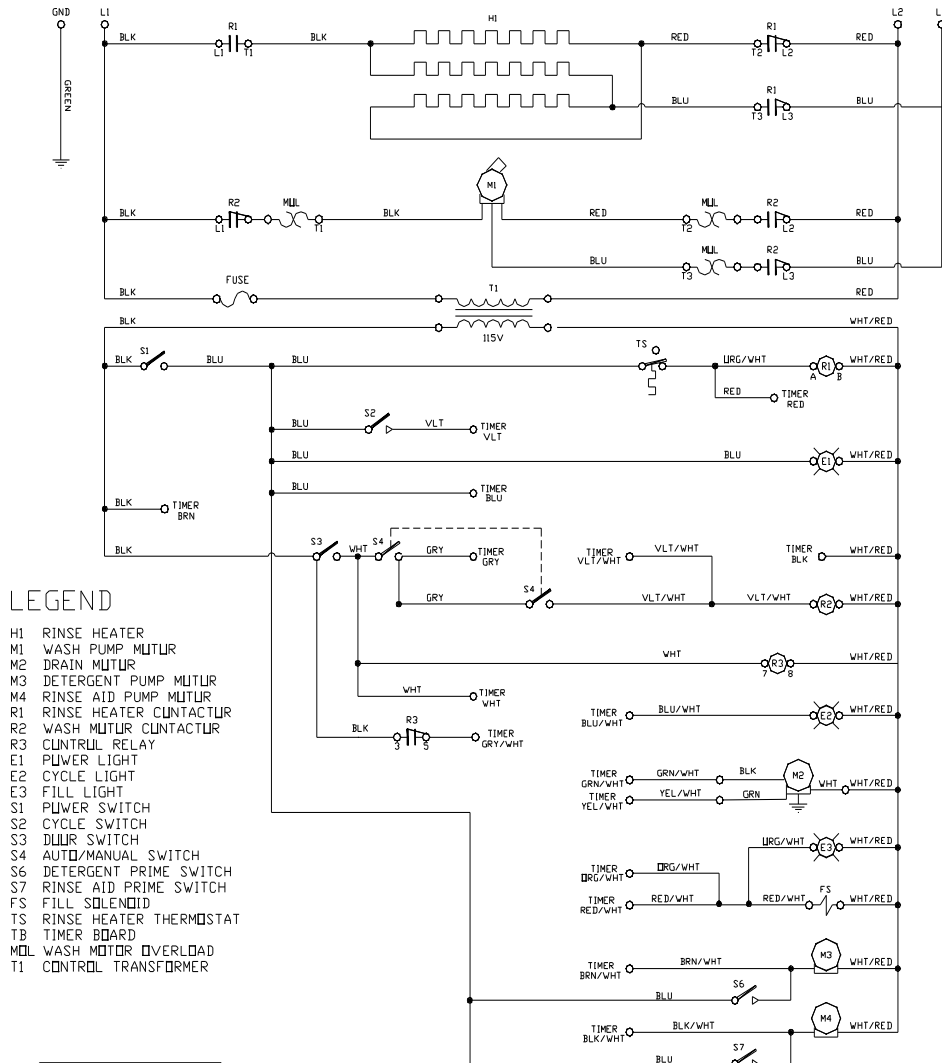 GND
L1
L2
L
H1
BLK
R1
L1 T1
BLK
RED
R1
T2 L2
RED
GREEN
BLU
R1
T3 L3
BLU
M1
BLK
R2
L1
MOL
T1
BLK
RED
MOL
T2
R2
L2
RED
BLU
MOL
T3
R2
L3
BLU
BLK
FUSE
T1
RED
BLK
115V
WHT/RED
BLK
S1
BLU
BLU
TS
ORG/WHT
R1
A B
WHT/RED
RED
TIMER
RED
BLU
S2
VLT
TIMER
VLT
BLU
BLU
E1
WHT/RED
BLU
TIMER
BLU
BLK
TIMER
BRN
BLK
S3
WHT
S4
GRY
TIMER
GRY
TIMER
VLT/WHT
VLT/WHT
TIMER
BLK
WHT/RED
GRY
S4
VLT/WHT
VLT/WHT
R2
WHT/RED
WHT
R3
7 8
WHT/RED
WHT
TIMER
WHT
TIMER
BLU/WHT
BLU/WHT
E2
WHT/RED
BLK
R3
3 5
TIMER
GRY/WHT
TIMER
GRN/WHT
GRN/WHT
BLK
M2
WHT
WHT/RED
TIMER
YEL/WHT
YEL/WHT
GRN
ORG/WHT
E3
WHT/RED
TIMER
ORG/WHT
ORG/WHT
TIMER
RED/WHT
RED/WHT
RED/WHT
FS
WHT/RED
TIMER
BRN/WHT
BRN/WHT
M3
WHT/RED
BLU
S6
TIMER
BLK/WHT
BLK/WHT
M4
WHT/RED
BLU
S7
LEGEND
H1 RINSE HEATER
M1 WASH PUMP MOTOR
M2 DRAIN MOTOR
M3 DETERGENT PUMP MOTOR
M4 RINSE AID PUMP MOTOR
R1 RINSE HEATER CONTACTOR
R2 WASH MOTOR CONTACTOR
R3 CONTROL RELAY
E1 POWER LIGHT
E2 CYCLE LIGHT
E3 FILL LIGHT
S1 POWER SWITCH
S2 CYCLE SWITCH
S3 DOOR SWITCH
S4 AUTO/MANUAL SWITCH
S6 DETERGENT PRIME SWITCH
S7 RINSE AID PRIME SWITCH
FS FILL SOLENOID
TS RINSE HEATER THERMOSTAT
TB TIMER BOARD
MOL WASH MOTOR OVERLOAD
T1 CONTROL TRANSFORMER